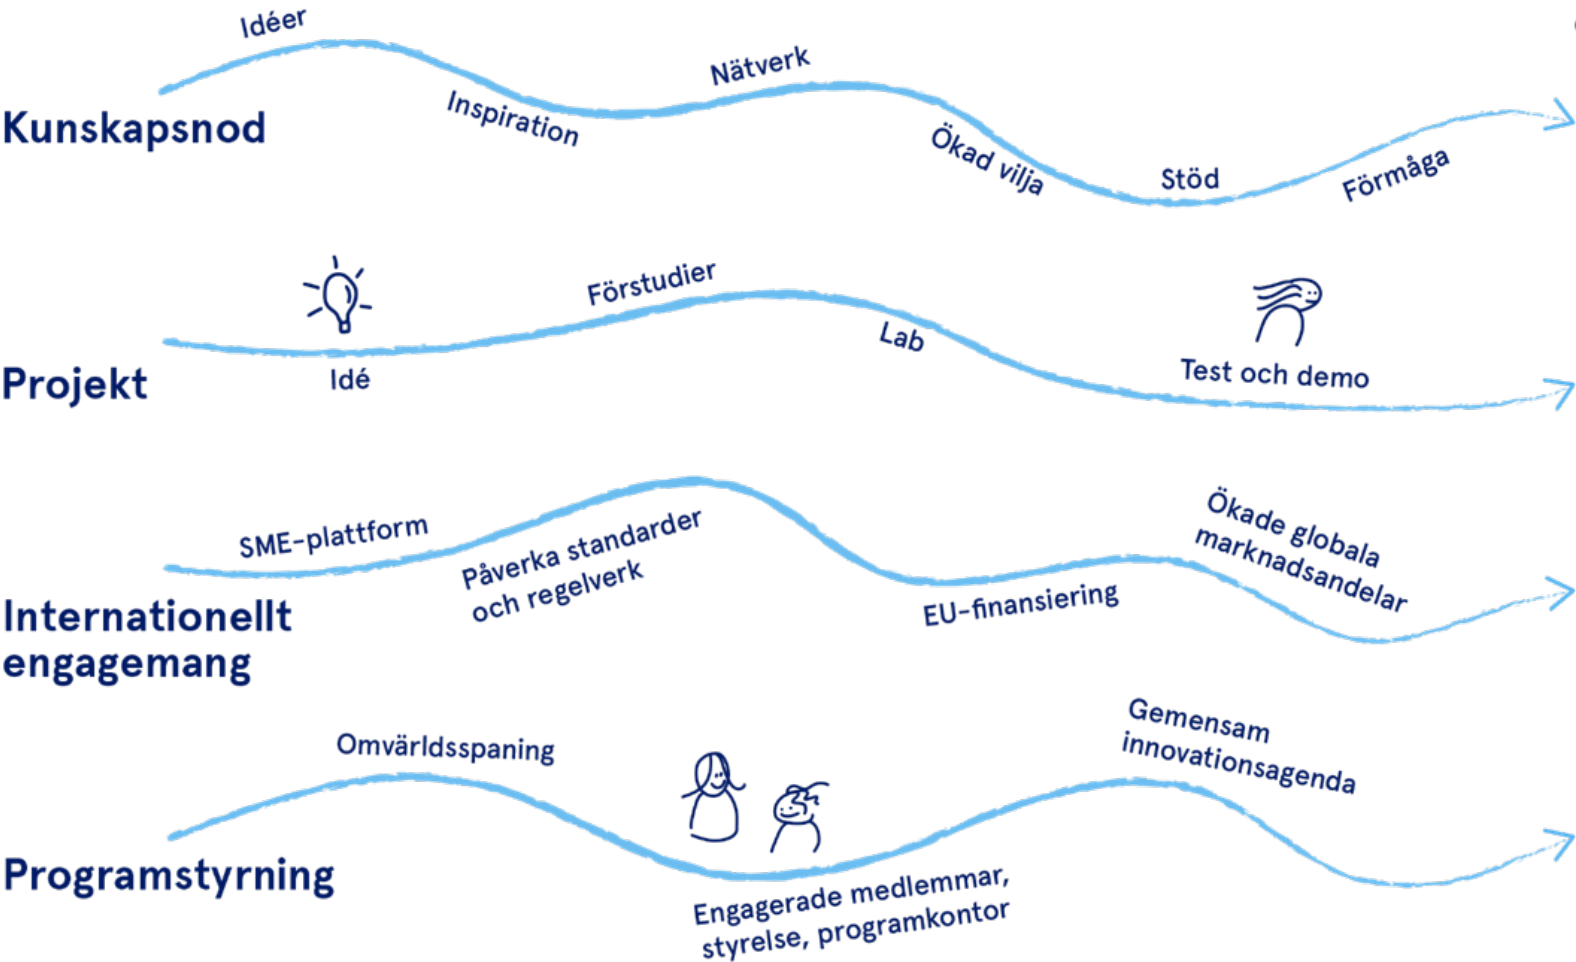 Idéer
Inspiration
Nätverk
Ökad vilja
Stöd
Förmåga
Kunskapsnod
Idé
Förstudier
Lab
Test och demo
Projekt
SME-plattform
Påverka standarder
och regelverk
EU-finansiering
Ökade globala
marknadsandelar
Internationellt
engagemang
Omvärldsspaning
Engagerade medlemmar,
styrelse, programkontor
Gemensam
innovationsagenda
Programstyrning